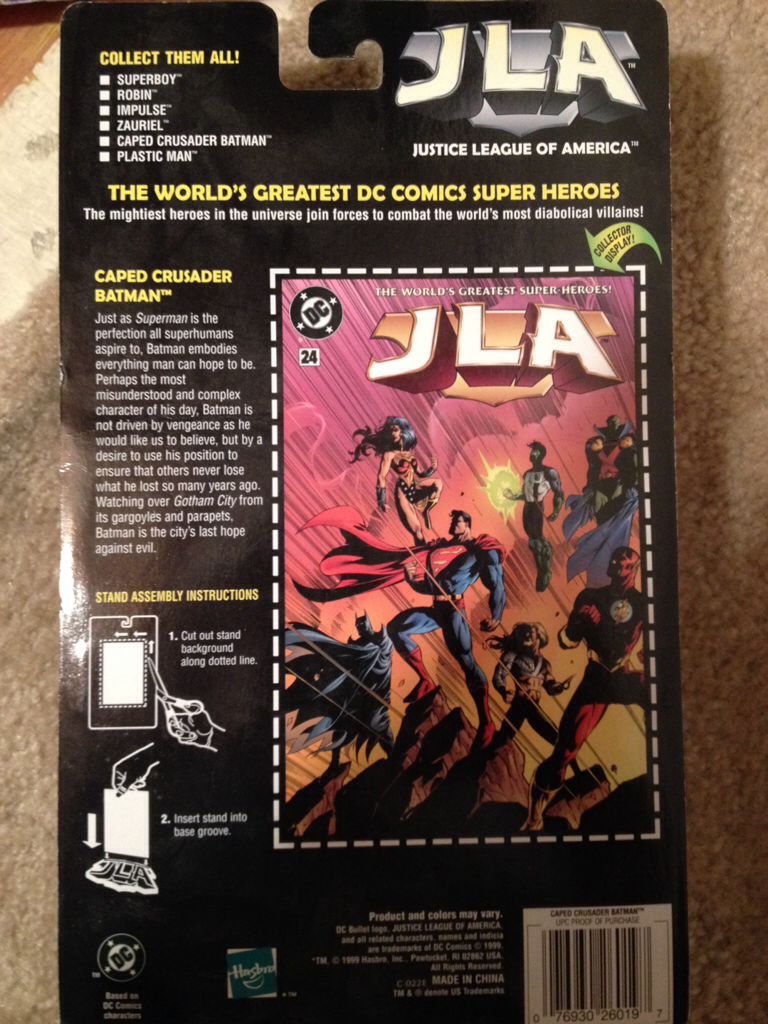 COLLECT THEM ALL!
■ SUPERBOY™
■ ROBIN™
■ IMPULSE™
■ ZAURIEL™
■ CAPED CRUSADER BATMAN™
■ PLASTIC MAN™
JLA™
JUSTICE LEAGUE OF AMERICA™
THE WORLD'S GREATEST DC COMICS SUPER HEROES
The mightiest heroes in the universe join forces to combat the world's most diabolical villains!
COLLECTOR
DISPLAY!
CAPED CRUSADER
BATMAN™
Just as Superman is the
perfection all superhumans
aspire to, Batman embodies
everything man can hope to be.
Perhaps the most
misunderstood and complex
character of his day, Batman is
not driven by vengeance as he
would like us to believe, but by a
desire to use his position to
ensure that others never lose
what he lost so many years ago.
Watching over Gotham City from
its gargoyles and parapets,
Batman is the city's last hope
against evil.
THE WORLD'S GREATEST SUPER-HEROES!
DC
24
JLA
STAND ASSEMBLY INSTRUCTIONS
1. Cut out stand
background
along dotted line.
2. Insert stand into
base groove.
JLA
DC
TM
Based on
DC Comics
characters
Hasbro
®™
Product and colors may vary.
DC Bullet logo, JUSTICE LEAGUE OF AMERICA
and all related characters, names and indicia
are trademarks of DC Comics © 1999.
*TM, © 1999 Hasbro, Inc., Pawtucket, RI 02862 USA.
All Rights Reserved.
C-0221 MADE IN CHINA
TM & ® denote US Trademarks
CAPED CRUSADER BATMAN™
UPC PROOF OF PURCHASE
0 76930 26019 7